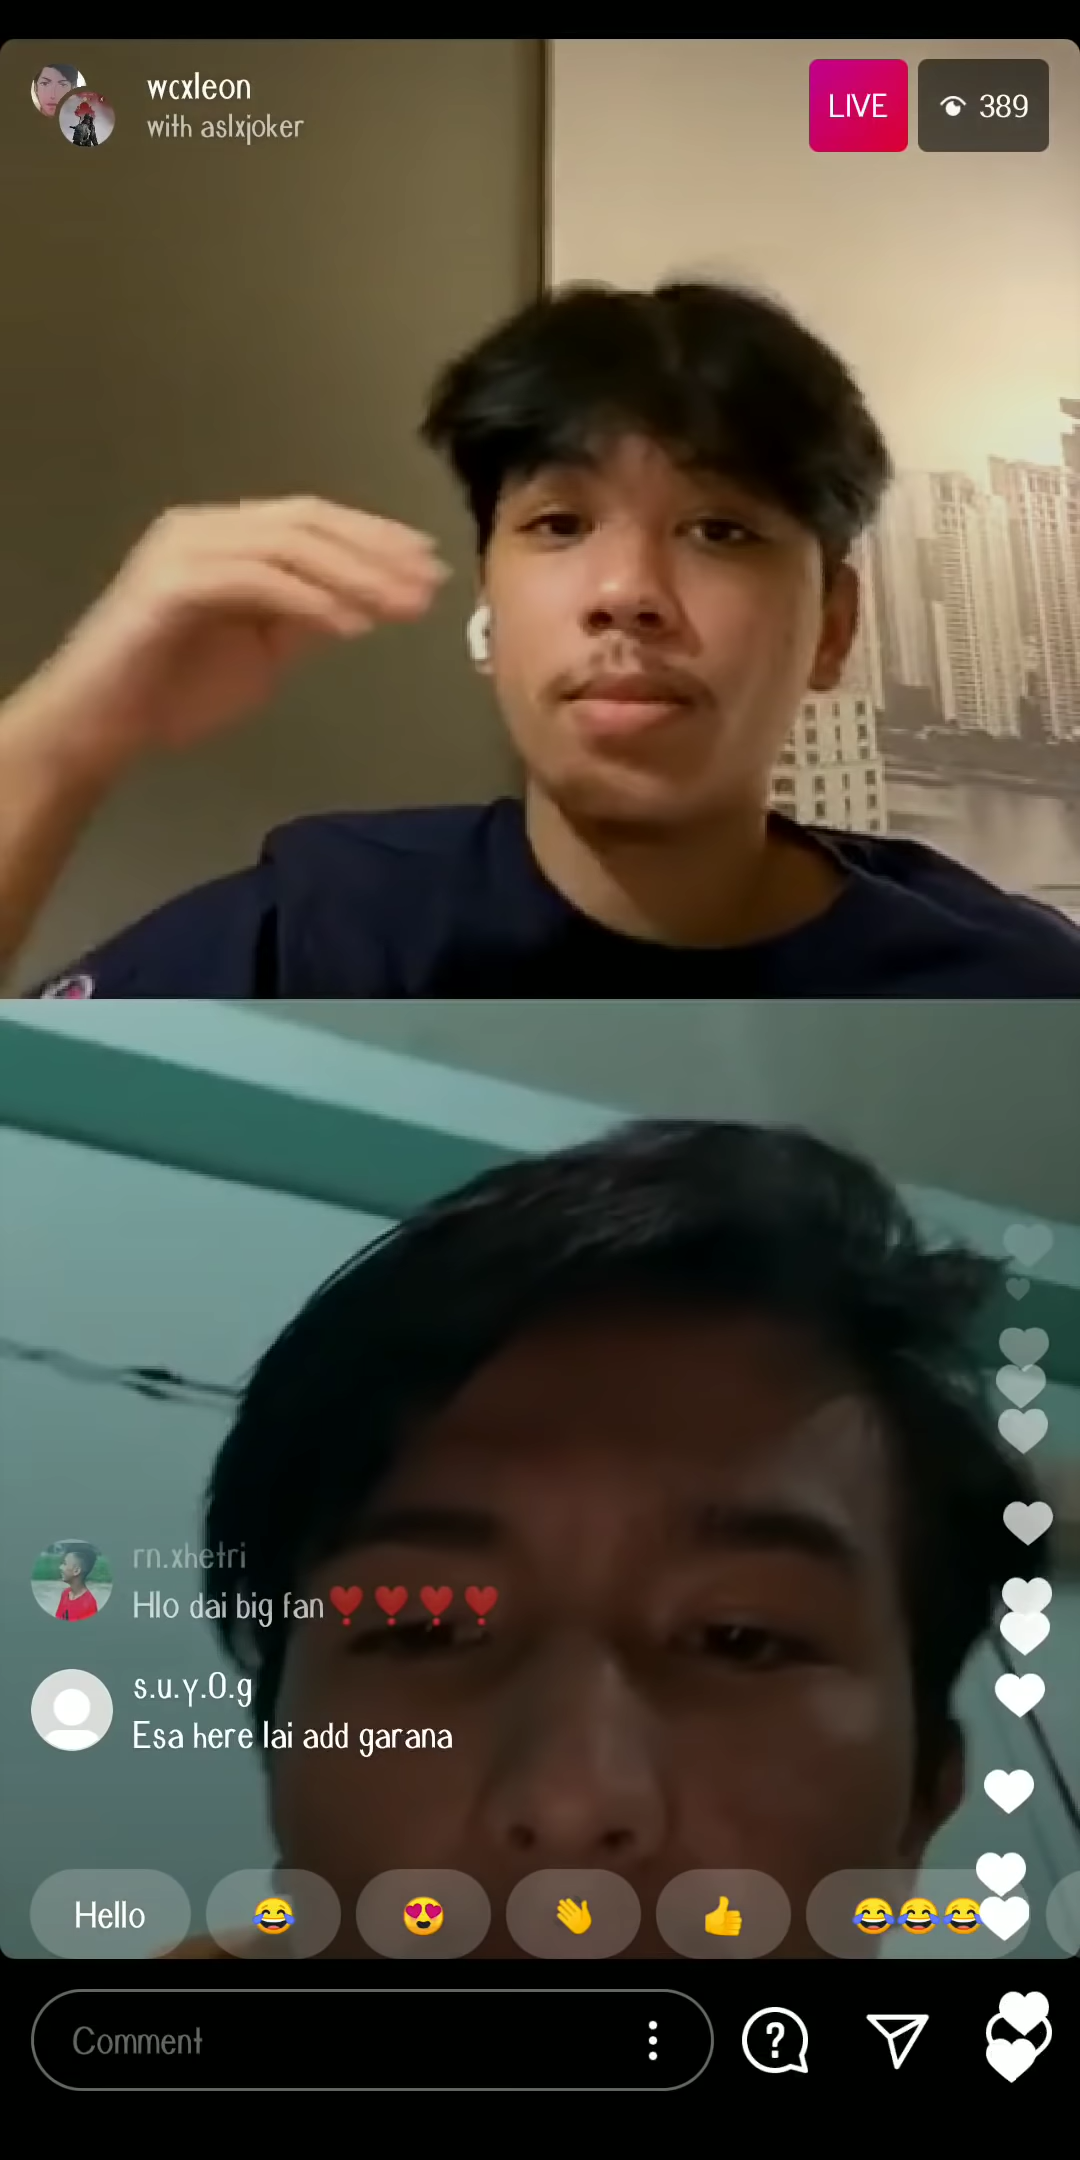 wcxleon
with aslxjoker
LIVE
389
rn.xhetri
Hlo dai big fan❣️❣️❣️❣️
s.u.y.0.g
Esa here lai add garana
Hello
😂
😍
👋
👍
😂😂😂
Comment